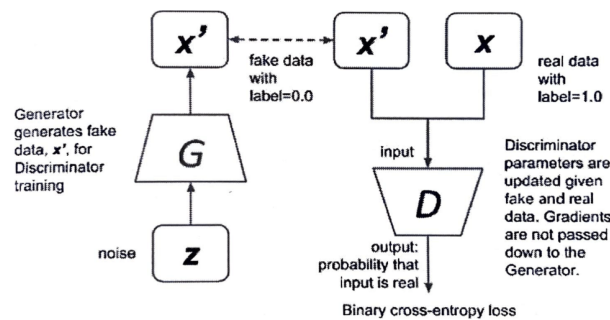 x'
x'
x
fake data
with
label=0.0
real data
with
label=1.0
Generator
generates fake
data, x', for
Discriminator
training
G
noise
z
input
D
output:
probability that
input is real
Discriminator
parameters are
updated given
fake and real
data. Gradients
are not passed
down to the
Generator.
Binary cross-entropy loss